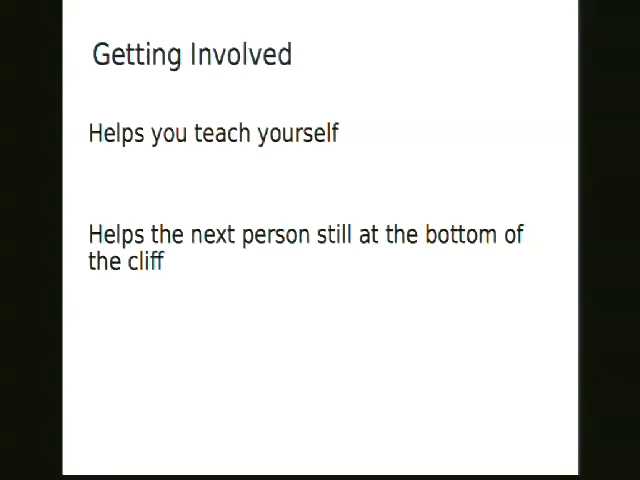 Getting Involved
Helps you teach yourself
Helps the next person still at the bottom of
the cliff